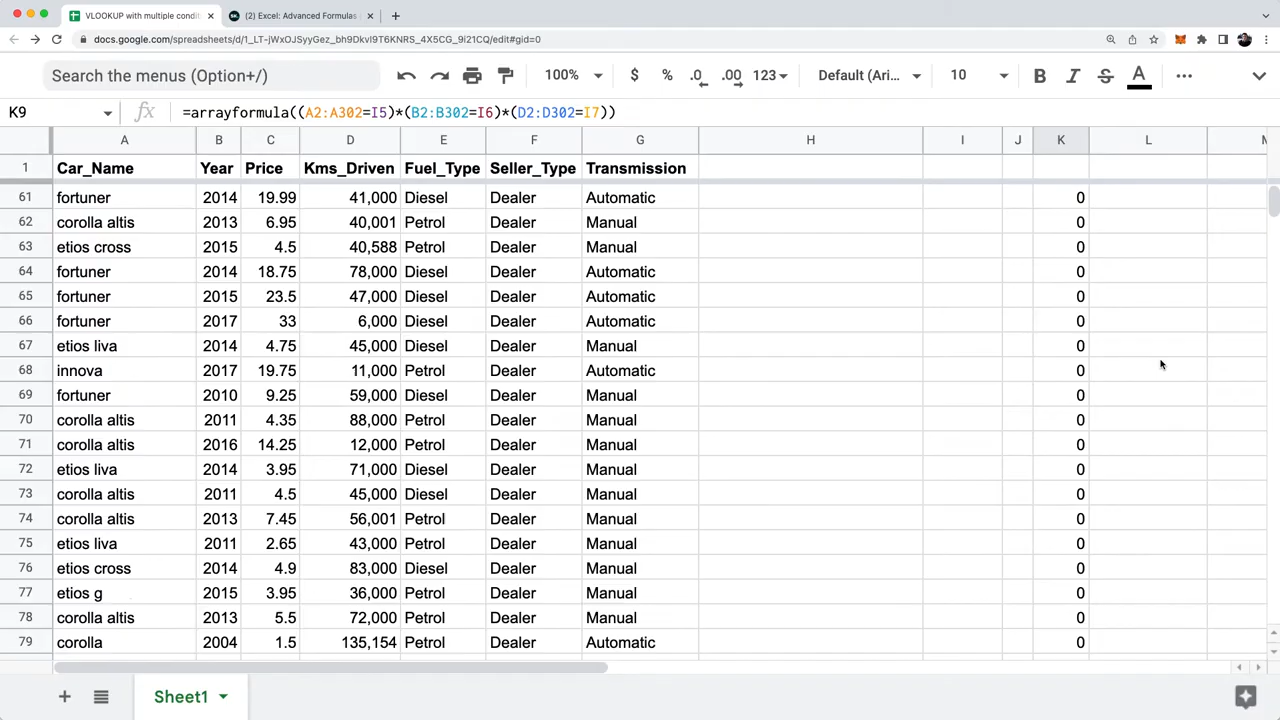 VLOOKUP with multiple condit
(2) Excel: Advanced Formulas
docs.google.com/spreadsheets/d/1_LT-jWxOJSyyGez_bh9Dkvl9T6KNRS_4X5CG_9i21CQ/edit#gid=0
Search the menus (Option+/) 100% $ % .0 .00 123 Default (Ari... 10 B I S A ...
K9 fx =arrayformula((A2:A302=I5)*(B2:B302=I6)*(D2:D302=I7))
A B C D E F G H I J K L M
1 Car_Name Year Price Kms_Driven Fuel_Type Seller_Type Transmission
61 fortuner 2014 19.99 41,000 Diesel Dealer Automatic 0
62 corolla altis 2013 6.95 40,001 Petrol Dealer Manual 0
63 etios cross 2015 4.5 40,588 Petrol Dealer Manual 0
64 fortuner 2014 18.75 78,000 Diesel Dealer Automatic 0
65 fortuner 2015 23.5 47,000 Diesel Dealer Automatic 0
66 fortuner 2017 33 6,000 Diesel Dealer Automatic 0
67 etios liva 2014 4.75 45,000 Diesel Dealer Manual 0
68 innova 2017 19.75 11,000 Petrol Dealer Automatic 0
69 fortuner 2010 9.25 59,000 Diesel Dealer Manual 0
70 corolla altis 2011 4.35 88,000 Petrol Dealer Manual 0
71 corolla altis 2016 14.25 12,000 Petrol Dealer Manual 0
72 etios liva 2014 3.95 71,000 Diesel Dealer Manual 0
73 corolla altis 2011 4.5 45,000 Diesel Dealer Manual 0
74 corolla altis 2013 7.45 56,001 Petrol Dealer Manual 0
75 etios liva 2011 2.65 43,000 Petrol Dealer Manual 0
76 etios cross 2014 4.9 83,000 Diesel Dealer Manual 0
77 etios g 2015 3.95 36,000 Petrol Dealer Manual 0
78 corolla altis 2013 5.5 72,000 Petrol Dealer Manual 0
79 corolla 2004 1.5 135,154 Petrol Dealer Automatic 0
Sheet1